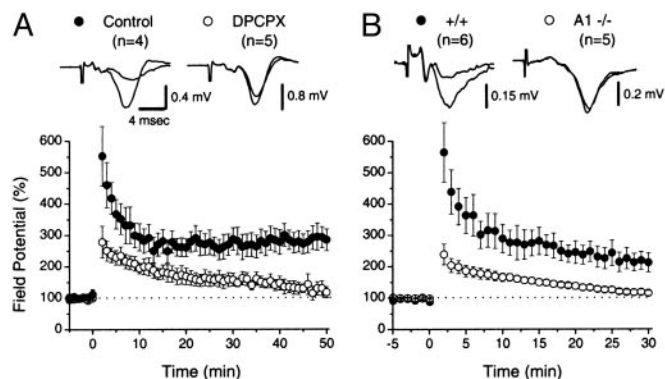 A
● Control
(n=4)
○ DPCPX
(n=5)
0.4 mV
4 msec
0.8 mV
Field Potential (%)
600
500
400
300
200
100
0
0
10
20
30
40
50
Time (min)
B
● +/+
(n=6)
○ A1 -/-
(n=5)
0.15 mV
0.2 mV
600
500
400
300
200
100
0
-5
0
5
10
15
20
25
30
Time (min)